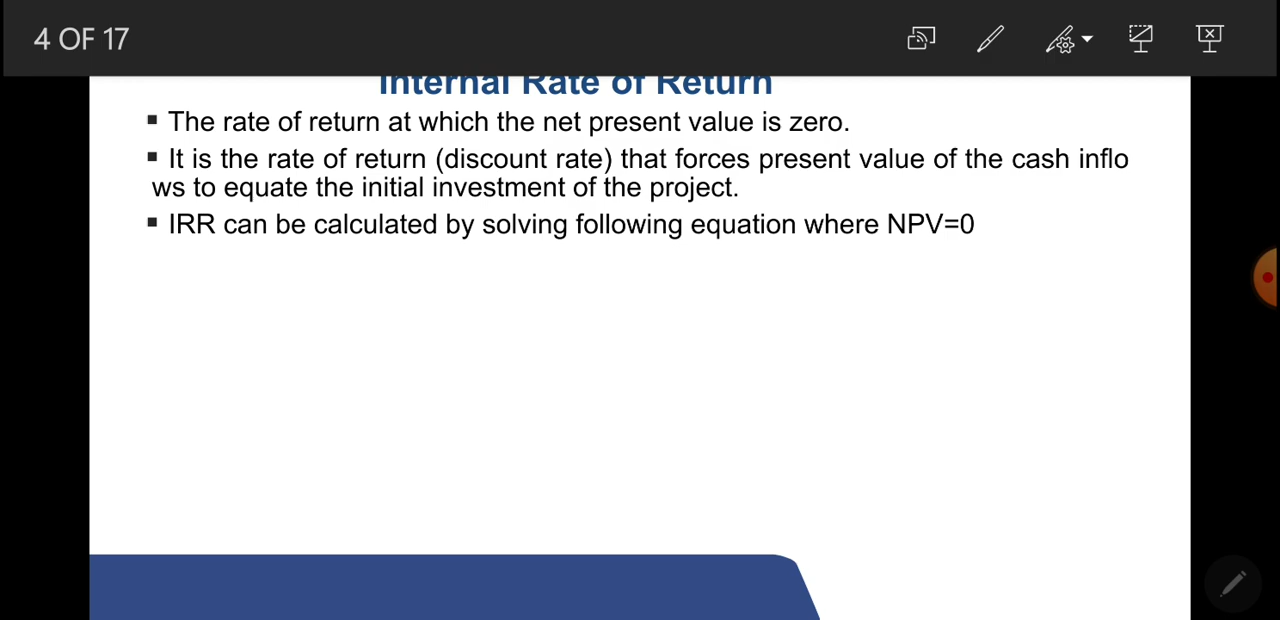 4 OF 17
Internal Rate of Return
▪ The rate of return at which the net present value is zero.
▪ It is the rate of return (discount rate) that forces present value of the cash inflo
ws to equate the initial investment of the project.
▪ IRR can be calculated by solving following equation where NPV=0